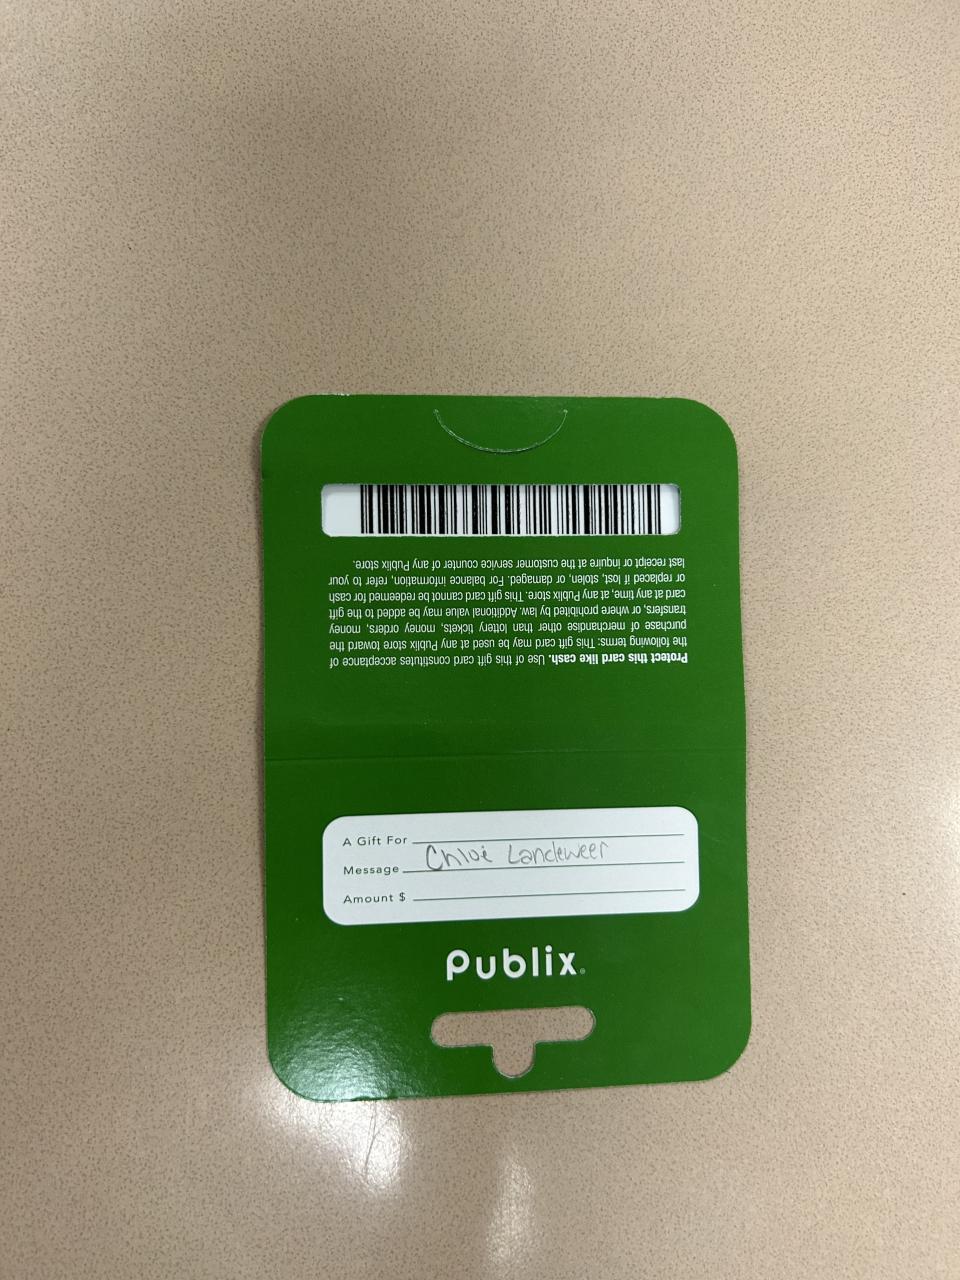 Protect this card like cash. Use of this gift card constitutes acceptance of
the following terms: This gift card may be used at any Publix store toward the
purchase of merchandise other than lottery tickets, money orders, money
transfers, or where prohibited by law. Additional value may be added to the gift
card at any time, at any Publix store. This gift card cannot be redeemed for cash
or replaced if lost, stolen, or damaged. For balance information, refer to your
last receipt or inquire at the customer service counter of any Publix store.
A Gift For
Message Chloé Landeweer
Amount $
Publix®